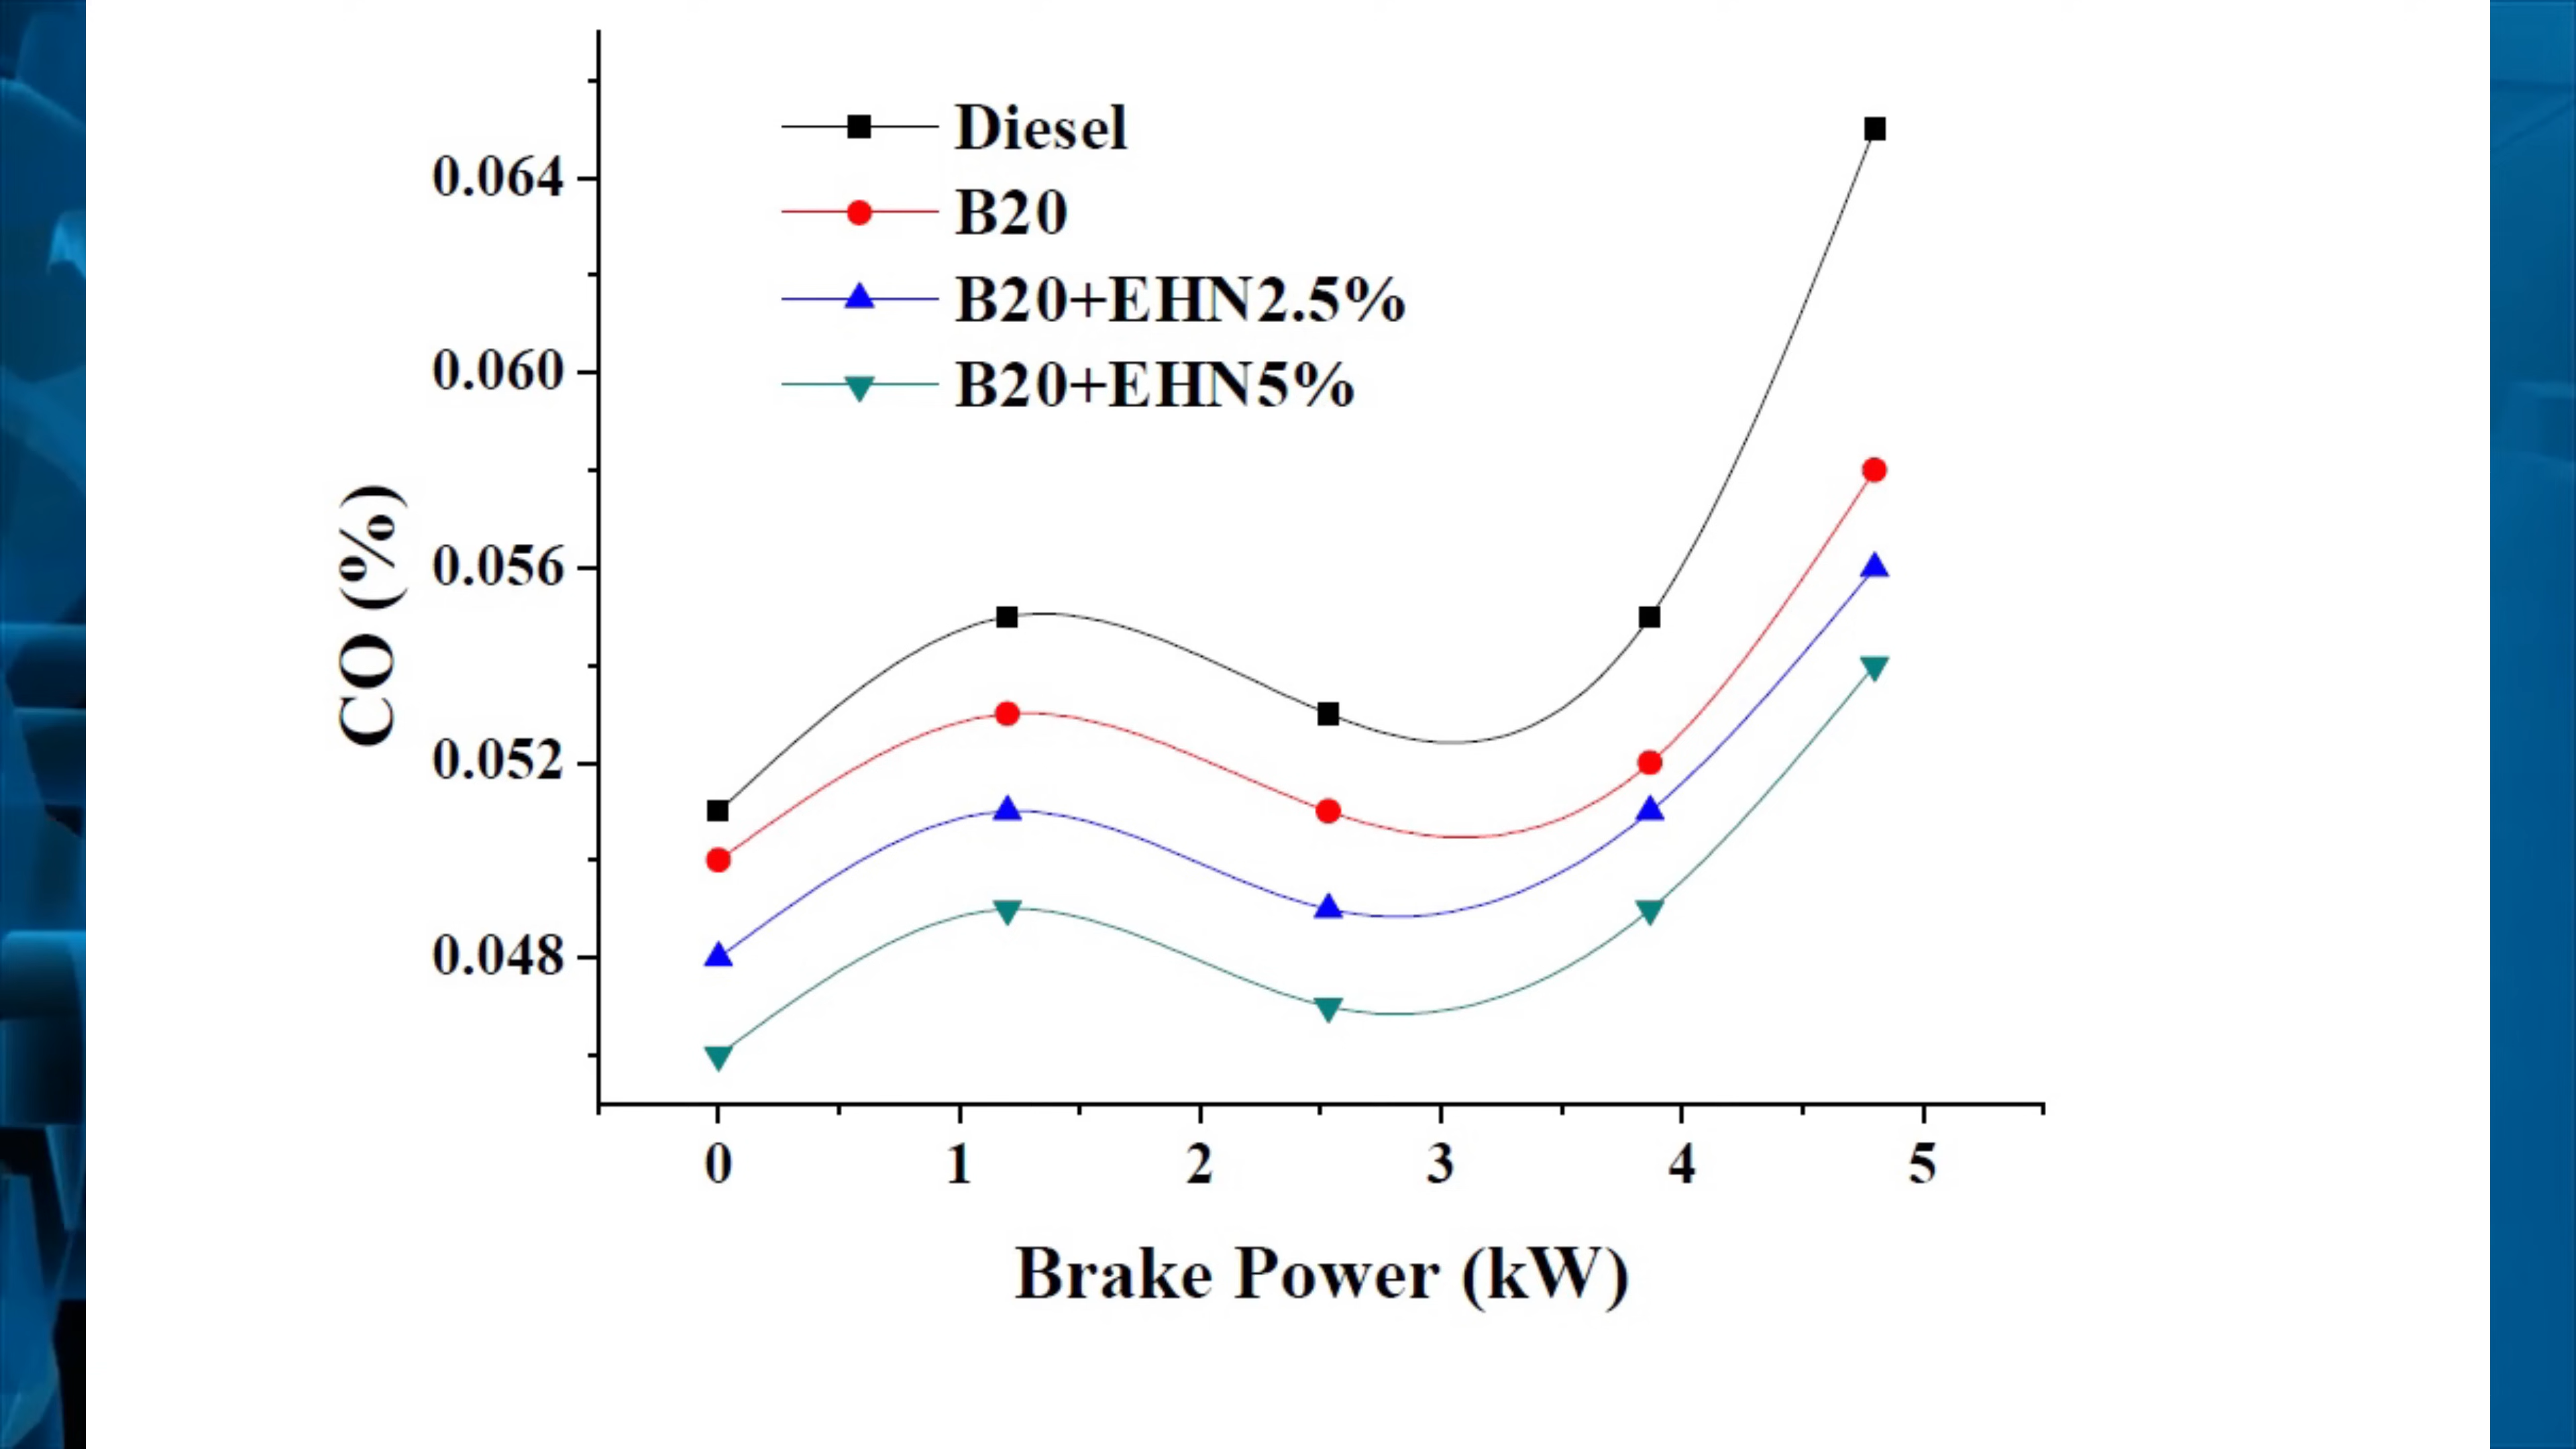 Diesel
B20
B20+EHN2.5%
B20+EHN5%
CO (%)
0.064
0.060
0.056
0.052
0.048
0 1 2 3 4 5
Brake Power (kW)